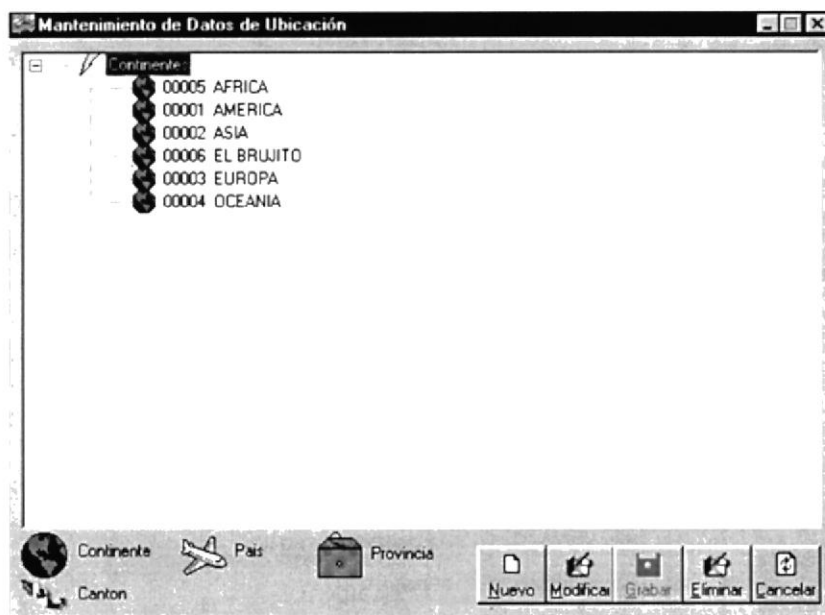 Mantenimiento de Datos de Ubicación
Continentes
00005 AFRICA
00001 AMERICA
00002 ASIA
00006 EL BRUJITO
00003 EUROPA
00004 OCEANIA
Continente
Pais
Provincia
Canton
Nuevo
Modificar
Grabar
Eliminar
Cancelar